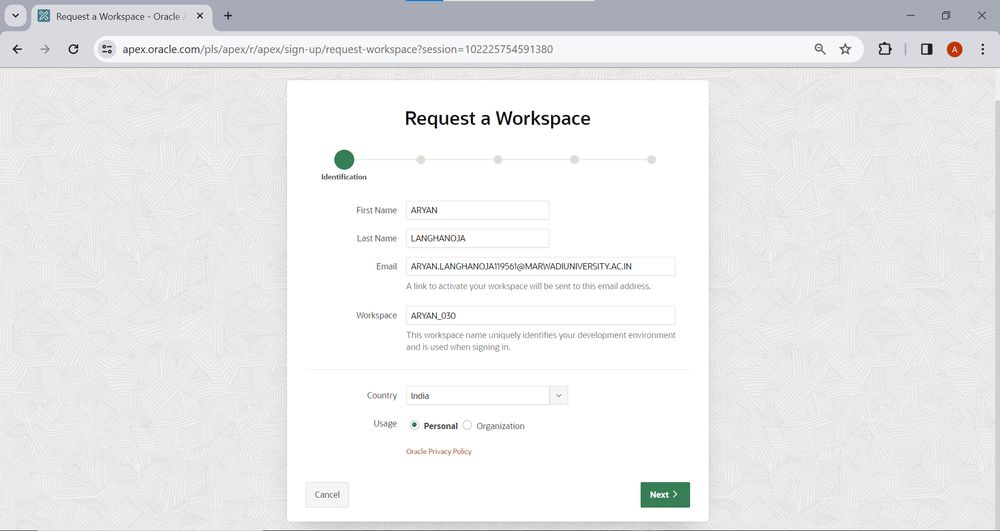 Request a Workspace - Oracle A
apex.oracle.com/pls/apex/r/apex/sign-up/request-workspace?session=102225754591380
A
Request a Workspace
Identification
First Name ARYAN
Last Name LANGHANOJA
Email ARYAN.LANGHANOJA119561@MARWADIUNIVERSITY.AC.IN
A link to activate your workspace will be sent to this email address.
Workspace ARYAN_030
This workspace name uniquely identifies your development environment
and is used when signing in.
Country India
Usage Personal Organization
Oracle Privacy Policy
Cancel Next